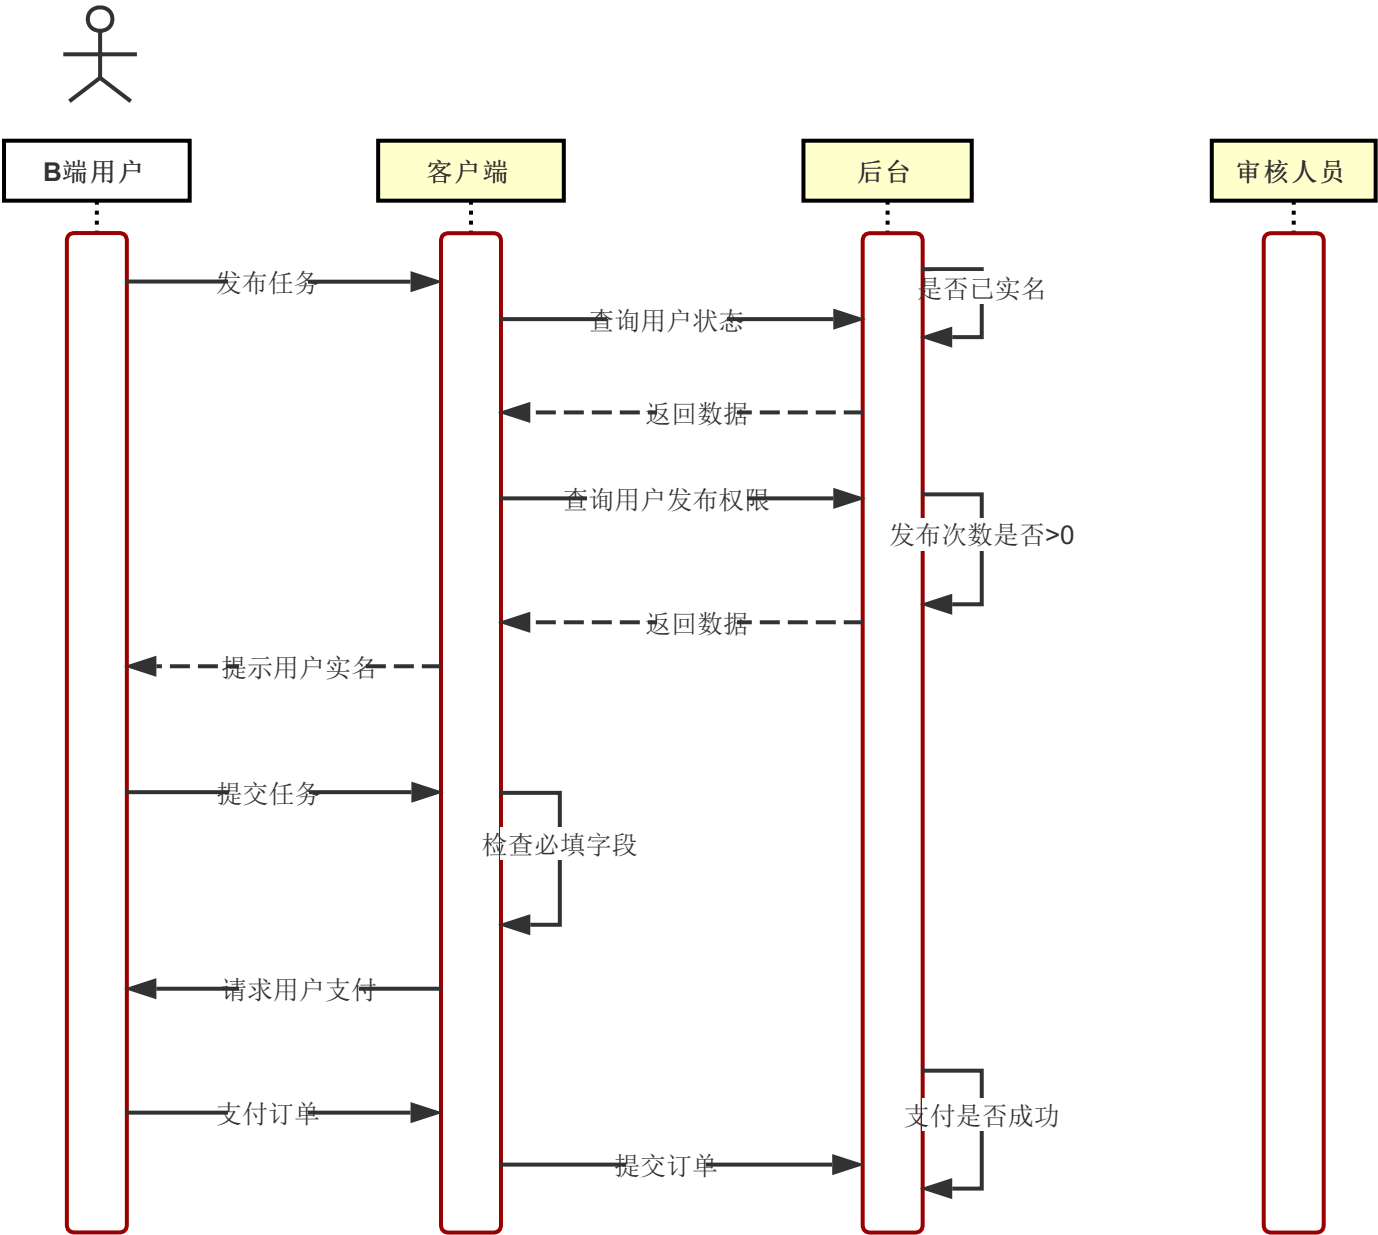 B端用户
客户端
后台
审核人员
发布任务
是否已实名
查询用户状态
返回数据
查询用户发布权限
发布次数是否>0
返回数据
提示用户实名
提交任务
检查必填字段
请求用户支付
支付订单
支付是否成功
提交订单